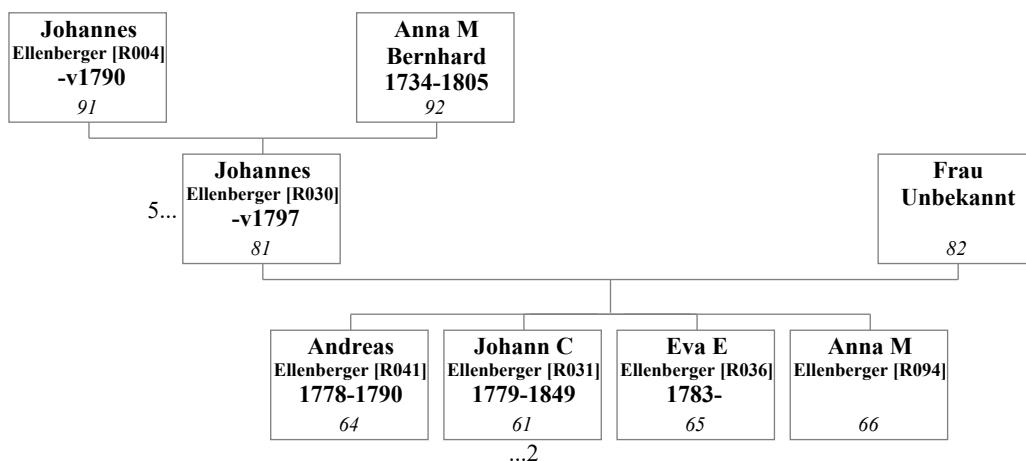 Johannes
Ellenberger [R004]
-v1790
91
Anna M
Bernhard
1734-1805
92
5...
Johannes
Ellenberger [R030]
-v1797
81
Frau
Unbekannt
82
Andreas
Ellenberger [R041]
1778-1790
64
Johann C
Ellenberger [R031]
1779-1849
61
Eva E
Ellenberger [R036]
1783-
65
Anna M
Ellenberger [R094]
66
...2